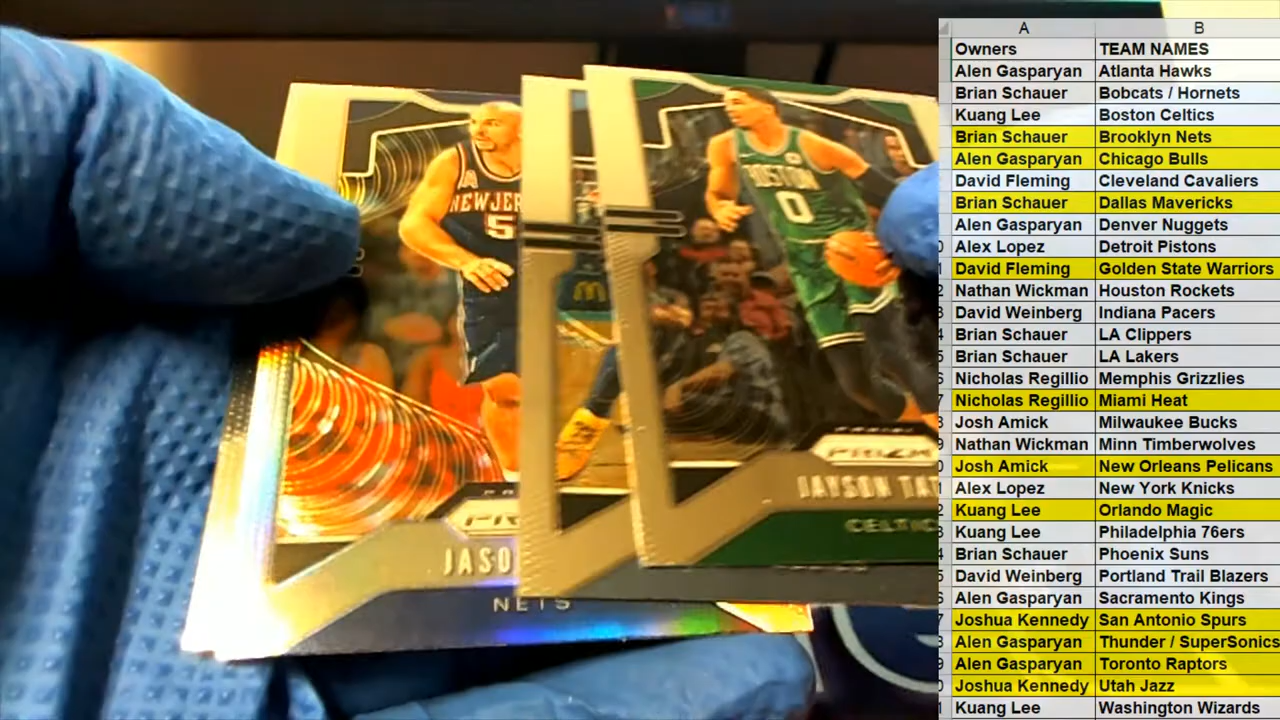 A B
Owners TEAM NAMES
Alen Gasparyan Atlanta Hawks
Brian Schauer Bobcats / Hornets
Kuang Lee Boston Celtics
Brian Schauer Brooklyn Nets
Alen Gasparyan Chicago Bulls
David Fleming Cleveland Cavaliers
Brian Schauer Dallas Mavericks
Alen Gasparyan Denver Nuggets
Alex Lopez Detroit Pistons
David Fleming Golden State Warriors
Nathan Wickman Houston Rockets
David Weinberg Indiana Pacers
Brian Schauer LA Clippers
Brian Schauer LA Lakers
Nicholas Regillio Memphis Grizzlies
Nicholas Regillio Miami Heat
Josh Amick Milwaukee Bucks
Nathan Wickman Minn Timberwolves
Josh Amick New Orleans Pelicans
Alex Lopez New York Knicks
Kuang Lee Orlando Magic
Kuang Lee Philadelphia 76ers
Brian Schauer Phoenix Suns
David Weinberg Portland Trail Blazers
Alen Gasparyan Sacramento Kings
Joshua Kennedy San Antonio Spurs
Alen Gasparyan Thunder / SuperSonics
Alen Gasparyan Toronto Raptors
Joshua Kennedy Utah Jazz
Kuang Lee Washington Wizards
NEW JER
5
PR
JASO
NETS
BOSTON
0
PRIZM
JAYSON TAT
CELTIC